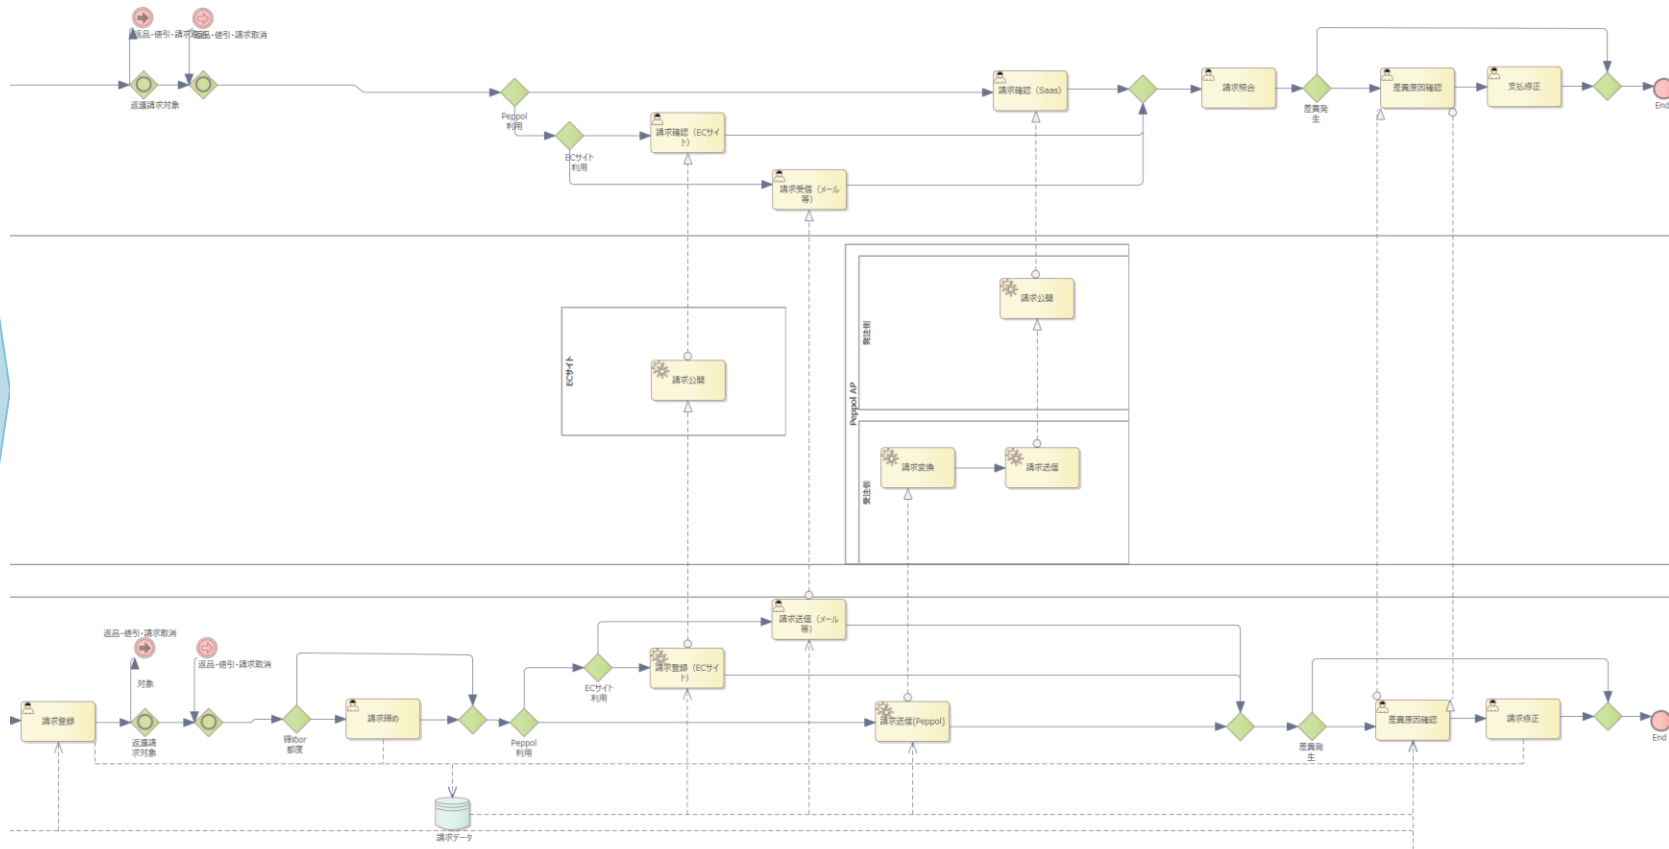 返品・値引・請求取消
返品・値引・請求取消
返還請求対象
Peppol
利用
ECサイト
利用
請求確認（ECサイ
ト）
請求受信（メール
等）
請求確認（Saas）
請求照合
差異発
生
差異原因確認
支払修正
End
ECサイト
請求公開
Peppol AP
発注側
請求公開
受注側
請求変換
請求送信
返品・値引・請求取消
返品・値引・請求取消
対象
請求登録
返還請
求対象
締めor
都度
請求締め
Peppol
利用
ECサイト
利用
請求送信（メール
等）
請求登録（ECサイ
ト）
請求送信(Peppol)
差異発
生
差異原因確認
請求修正
End
請求データ